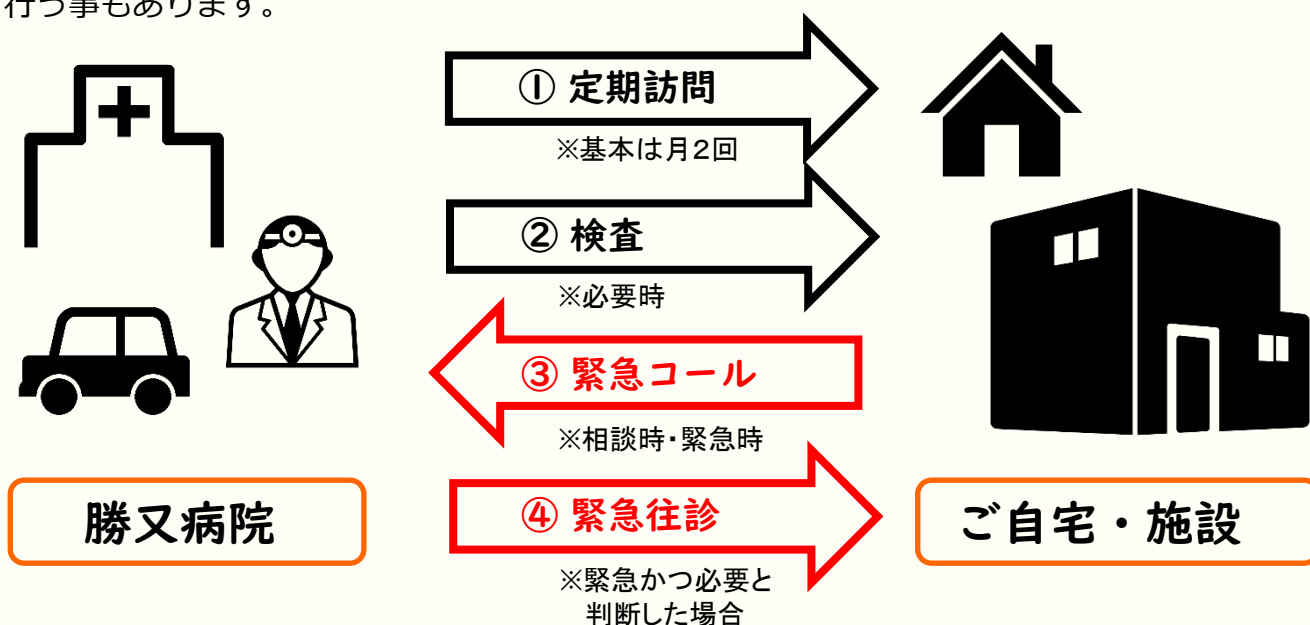 行う事もあります。
① 定期訪問
※基本は月2回
② 検査
※必要時
③ 緊急コール
※相談時・緊急時
④ 緊急往診
※緊急かつ必要と
判断した場合
勝又病院
ご自宅・施設